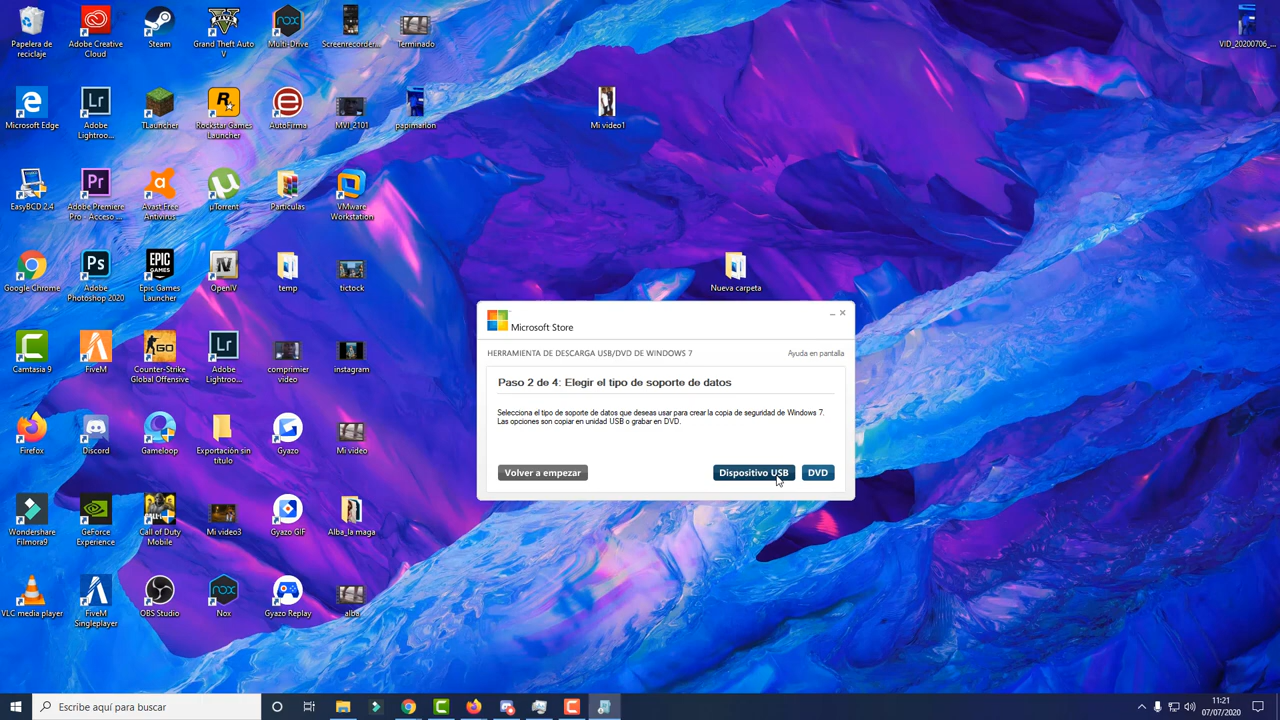 Papelera de
reciclaje
Adobe Creative
Cloud
Steam
Grand Theft Auto
V
Multi-Drive
Screenrecorder...
Terminado
VID_20200706_...
Microsoft Edge
Adobe
Lightroo...
TLauncher
Rockstar Games
Launcher
AutoFirma
MVI_2101
papimarion
Mi video1
EasyBCD 2.4
Adobe Premiere
Pro - Acceso ...
Avast Free
Antivirus
µTorrent
Particulas
VMware
Workstation
Google Chrome
Adobe
Photoshop 2020
Epic Games
Launcher
OpenIV
temp
tictock
Nueva carpeta
Camtasia 9
FiveM
Counter-Strike
Global Offensive
Adobe
Lightroo...
comprimier
video
instagram
Firefox
Discord
Gameloop
Exportación sin
titulo
Gyazo
Mi video
Wondershare
Filmora9
GeForce
Experience
Call of Duty
Mobile
Mi video3
Gyazo GIF
Alba_la maga
VLC media player
FiveM
Singleplayer
OBS Studio
Nox
Gyazo Replay
alba
Microsoft Store
HERRAMIENTA DE DESCARGA USB/DVD DE WINDOWS 7
Ayuda en pantalla
Paso 2 de 4: Elegir el tipo de soporte de datos
Selecciona el tipo de soporte de datos que deseas usar para crear la copia de seguridad de Windows 7.
Las opciones son copiar en unidad USB o grabar en DVD.
Volver a empezar
Dispositivo USB
DVD
Escribe aquí para buscar
11:21
07/07/2020